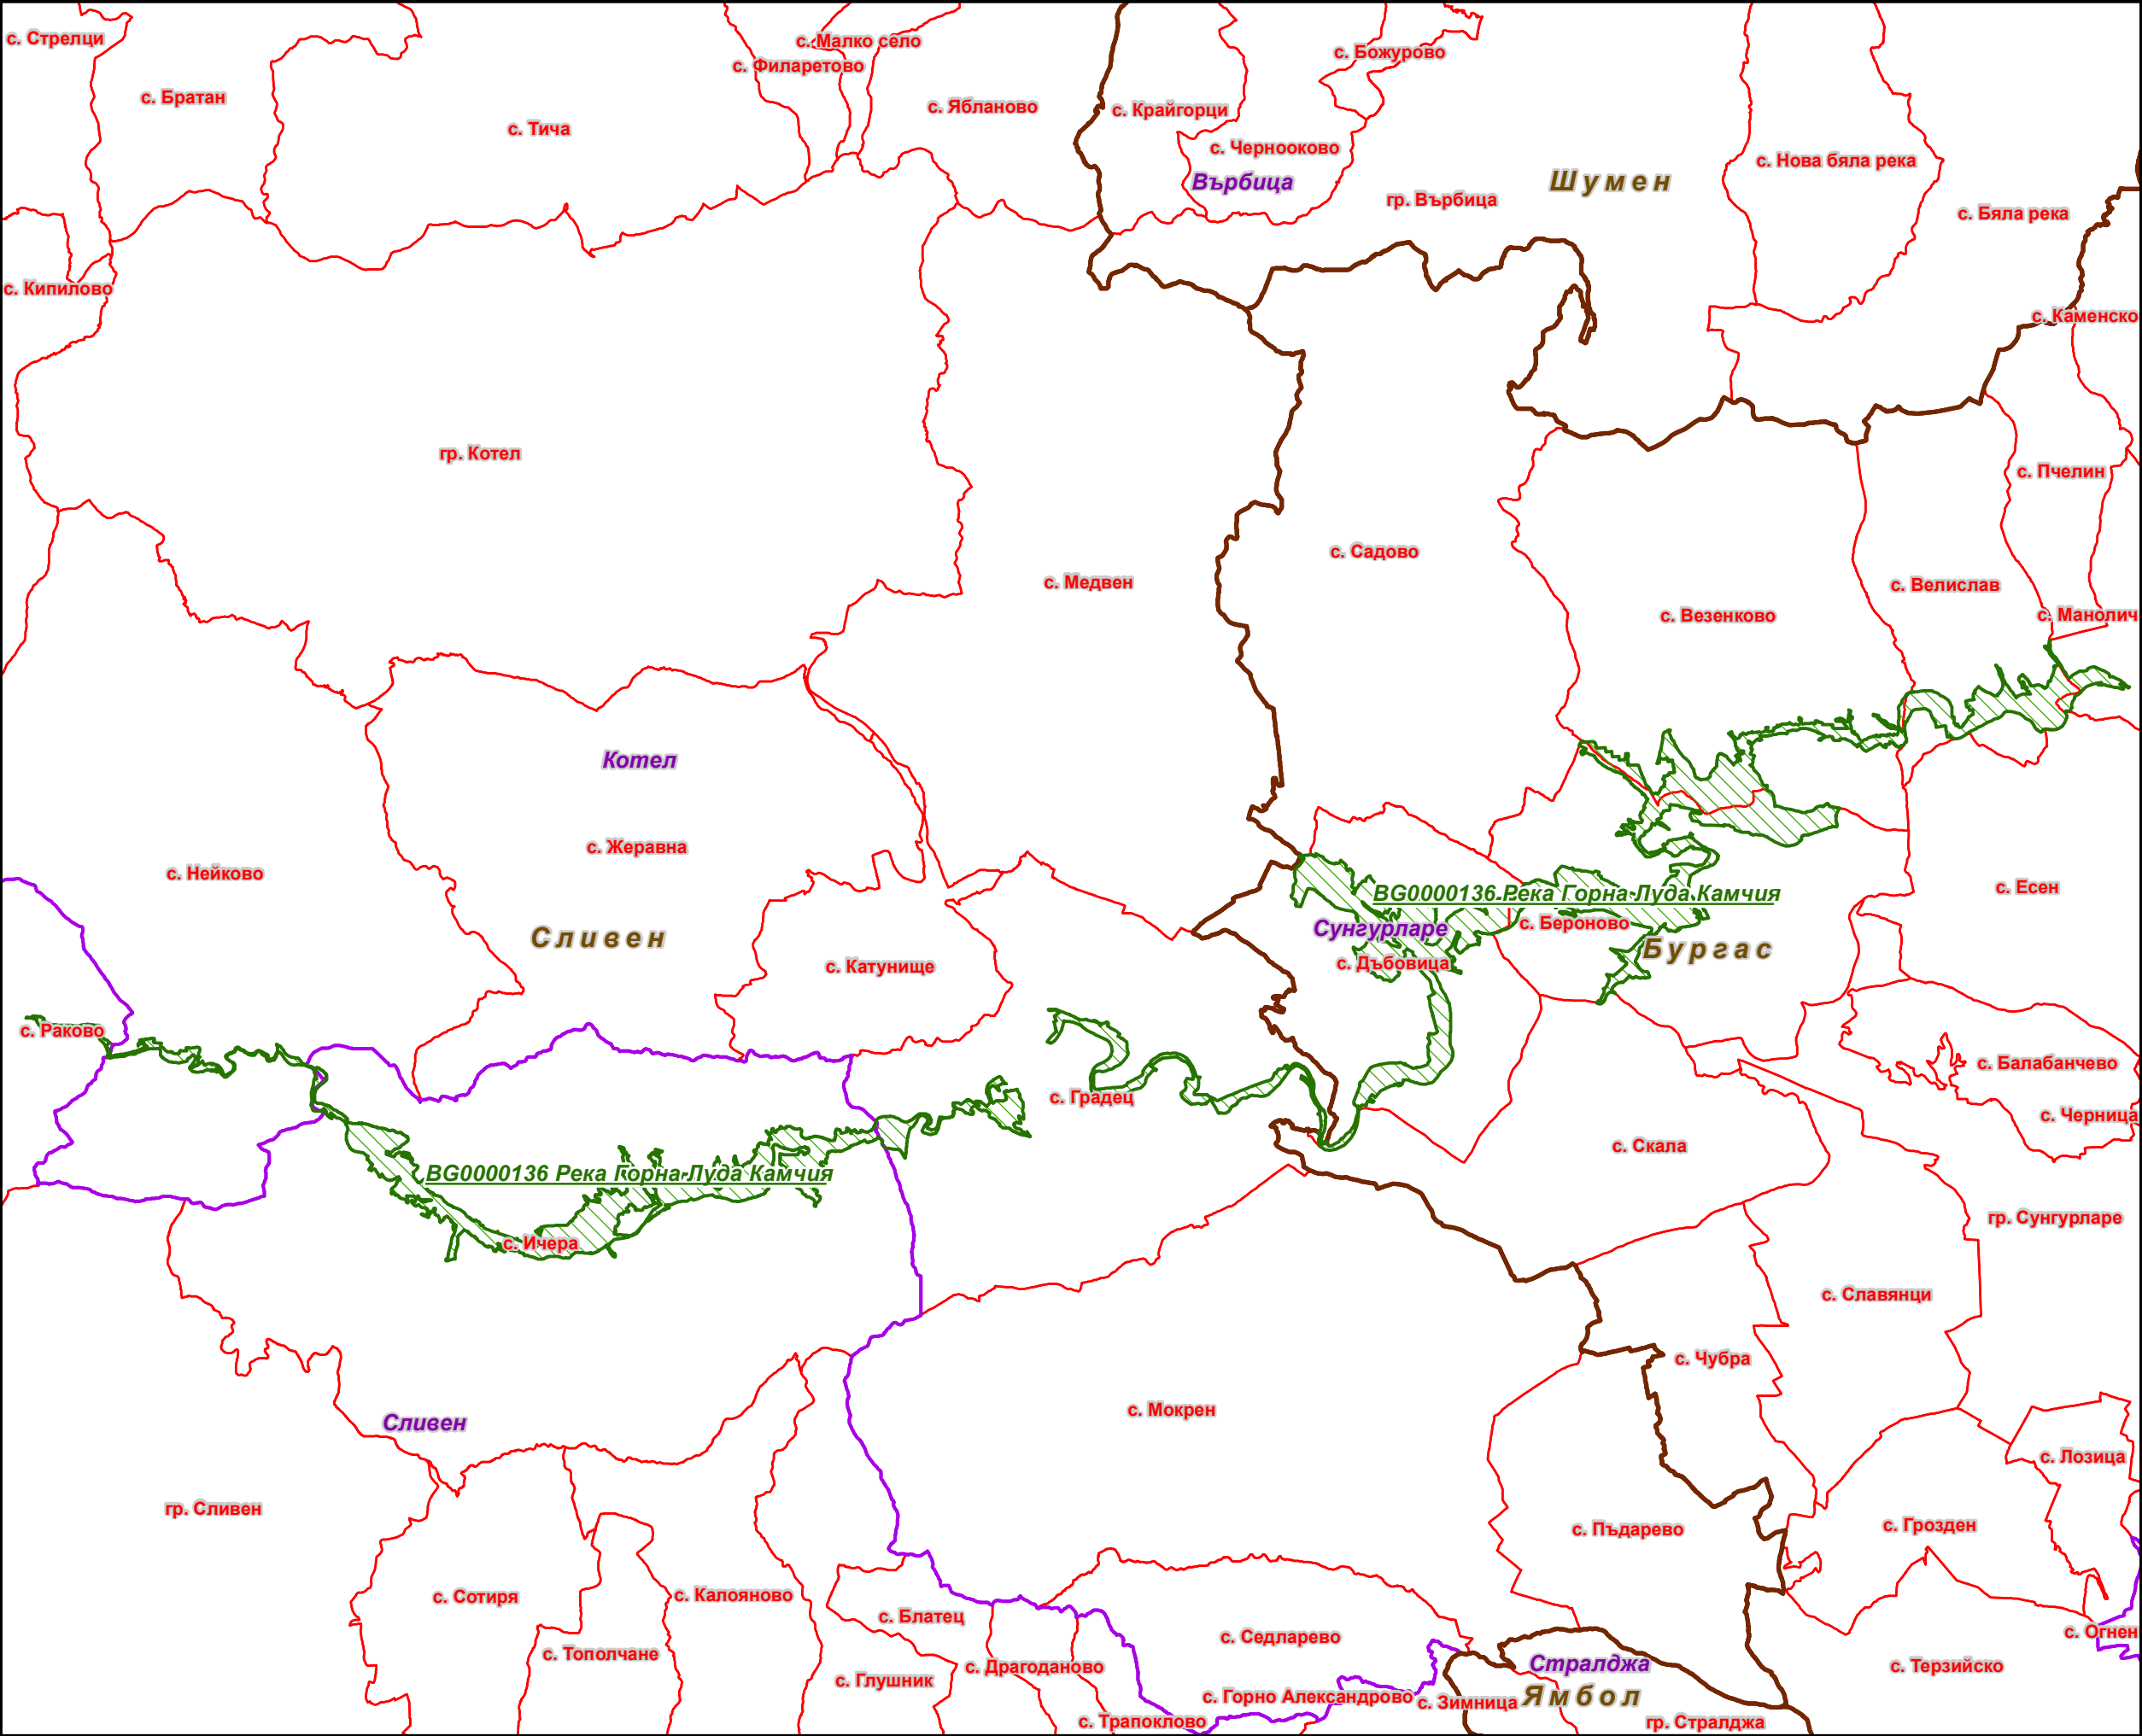 с. Стрелци
с. Малко село
с. Филаретово
с. Божурово
с. Братан
с. Ябланово
с. Крайгорци
с. Тича
с. Чернооково
с. Нова бяла река
Върбица
Шумен
гр. Върбица
с. Бяла река
с. Кипилово
с. Каменско
гр. Котел
с. Пчелин
с. Садово
с. Медвен
с. Велислав
с. Везенково
с. Манолич
Котел
с. Жеравна
с. Нейково
с. Есен
BG0000136 Река Горна Луда Камчия
с. Бероново
Сунгурларе
Сливен
Бургас
с. Катунище
с. Дъбовица
с. Раково
с. Балабанчево
с. Градец
с. Черница
с. Скала
BG0000136 Река Горна Луда Камчия
гр. Сунгурларе
с. Ичера
с. Славянци
с. Чубра
с. Мокрен
Сливен
с. Лозица
гр. Сливен
с. Грозден
с. Пъдарево
с. Сотиря
с. Калояново
с. Блатец
с. Огнен
с. Седларево
с. Тополчане
с. Драгоданово
Стралджа
с. Терзийско
с. Глушник
с. Горно Александрово
с. Зимница
Ямбол
с. Трапоклово
гр. Стралджа